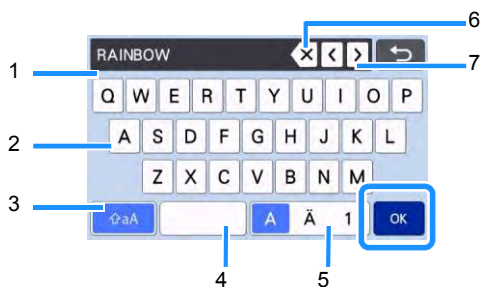 6
RAINBOW
7
1
Q W E R T Y U I O P
2
A S D F G H J K L
Z X C V B N M
3
⇧aA A Ä 1 OK
4 5